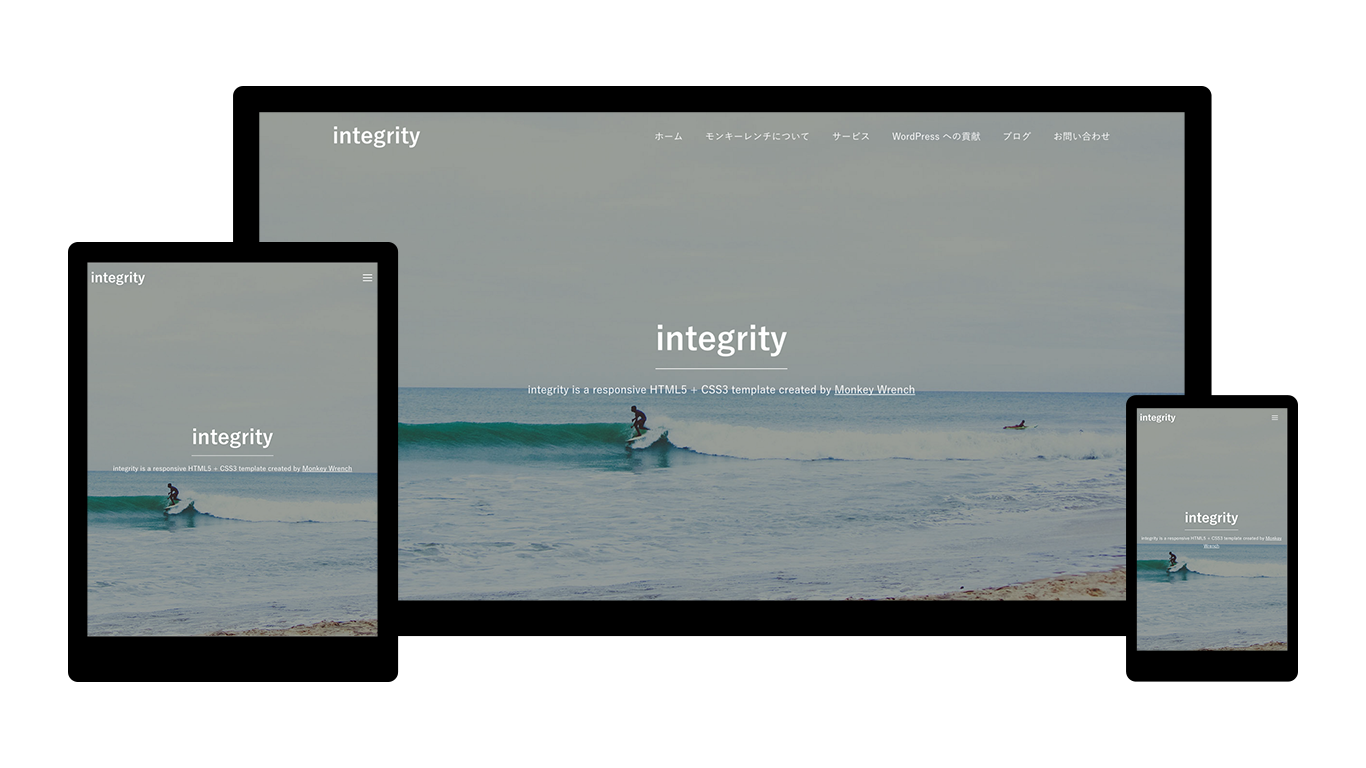 integrity
ホーム モンキーレンチについて サービス WordPress への貢献 ブログ お問い合わせ
integrity
integrity is a responsive HTML5 + CSS3 template created by Monkey Wrench
integrity
integrity
integrity is a responsive HTML5 + CSS3 template created by Monkey Wrench
integrity
integrity
integrity is a responsive HTML5 + CSS3 template created by Monkey
Wrench